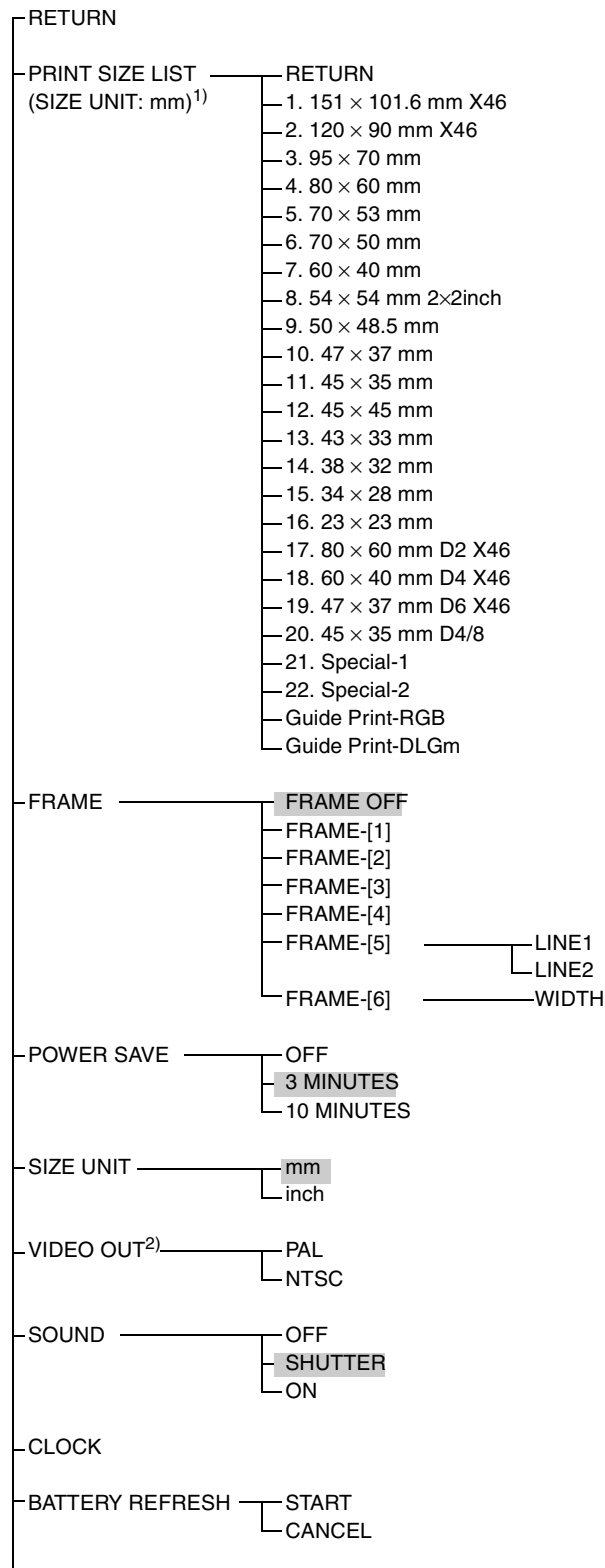 RETURN
PRINT SIZE LIST
(SIZE UNIT: mm)1)
RETURN
1. 151 × 101.6 mm X46
2. 120 × 90 mm X46
3. 95 × 70 mm
4. 80 × 60 mm
5. 70 × 53 mm
6. 70 × 50 mm
7. 60 × 40 mm
8. 54 × 54 mm 2×2inch
9. 50 × 48.5 mm
10. 47 × 37 mm
11. 45 × 35 mm
12. 45 × 45 mm
13. 43 × 33 mm
14. 38 × 32 mm
15. 34 × 28 mm
16. 23 × 23 mm
17. 80 × 60 mm D2 X46
18. 60 × 40 mm D4 X46
19. 47 × 37 mm D6 X46
20. 45 × 35 mm D4/8
21. Special-1
22. Special-2
Guide Print-RGB
Guide Print-DLGm
FRAME
FRAME OFF
FRAME-[1]
FRAME-[2]
FRAME-[3]
FRAME-[4]
FRAME-[5]
LINE1
LINE2
FRAME-[6]
WIDTH
POWER SAVE
OFF
3 MINUTES
10 MINUTES
SIZE UNIT
mm
inch
VIDEO OUT2)
PAL
NTSC
SOUND
OFF
SHUTTER
ON
CLOCK
BATTERY REFRESH
START
CANCEL